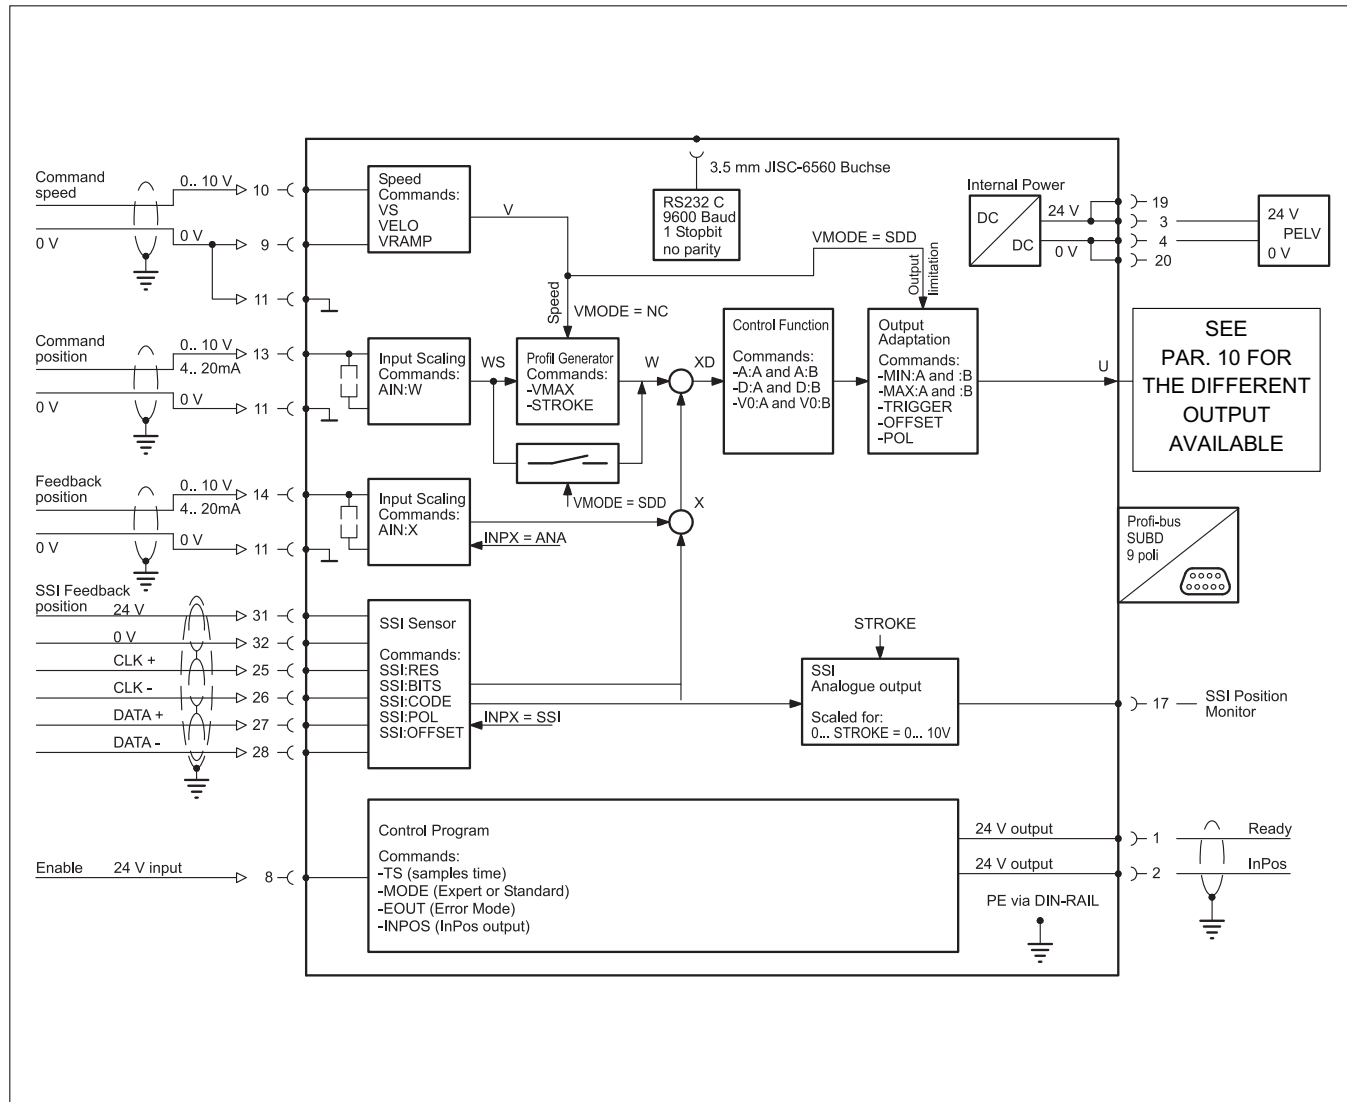 Command
speed
0.. 10 V
10
0 V
0 V
9
11
Speed
Commands:
VS
VELO
VRAMP
V
3.5 mm JISC-6560 Buchse
RS232 C
9600 Baud
1 Stopbit
no parity
Internal Power
DC
DC
24 V
0 V
19
3
4
20
24 V
PELV
0 V
VMODE = SDD
Speed
VMODE = NC
Output
limitation
Command
position
0.. 10 V
4.. 20mA
13
0 V
0 V
11
Input Scaling
Commands:
AIN:W
WS
Profil Generator
Commands:
-VMAX
-STROKE
W
XD
Control Function
Commands:
-A:A and A:B
-D:A and D:B
-V0:A and V0:B
Output
Adaptation
Commands:
-MIN:A and :B
-MAX:A and :B
-TRIGGER
-OFFSET
-POL
U
SEE
PAR. 10 FOR
THE DIFFERENT
OUTPUT
AVAILABLE
VMODE = SDD
Feedback
position
0.. 10 V
4.. 20mA
14
0 V
0 V
11
Input Scaling
Commands:
AIN:X
INPX = ANA
X
Profi-bus
SUBD
9 poli
SSI Feedback
position
24 V
31
0 V
32
CLK +
25
CLK -
26
DATA +
27
DATA -
28
SSI Sensor
Commands:
SSI:RES
SSI:BITS
SSI:CODE
SSI:POL
SSI:OFFSET
INPX = SSI
STROKE
SSI
Analogue output
Scaled for:
0... STROKE = 0... 10V
17
SSI Position
Monitor
Enable
24 V input
8
Control Program
Commands:
-TS (samples time)
-MODE (Expert or Standard)
-EOUT (Error Mode)
-INPOS (InPos output)
24 V output
1
Ready
24 V output
2
InPos
PE via DIN-RAIL